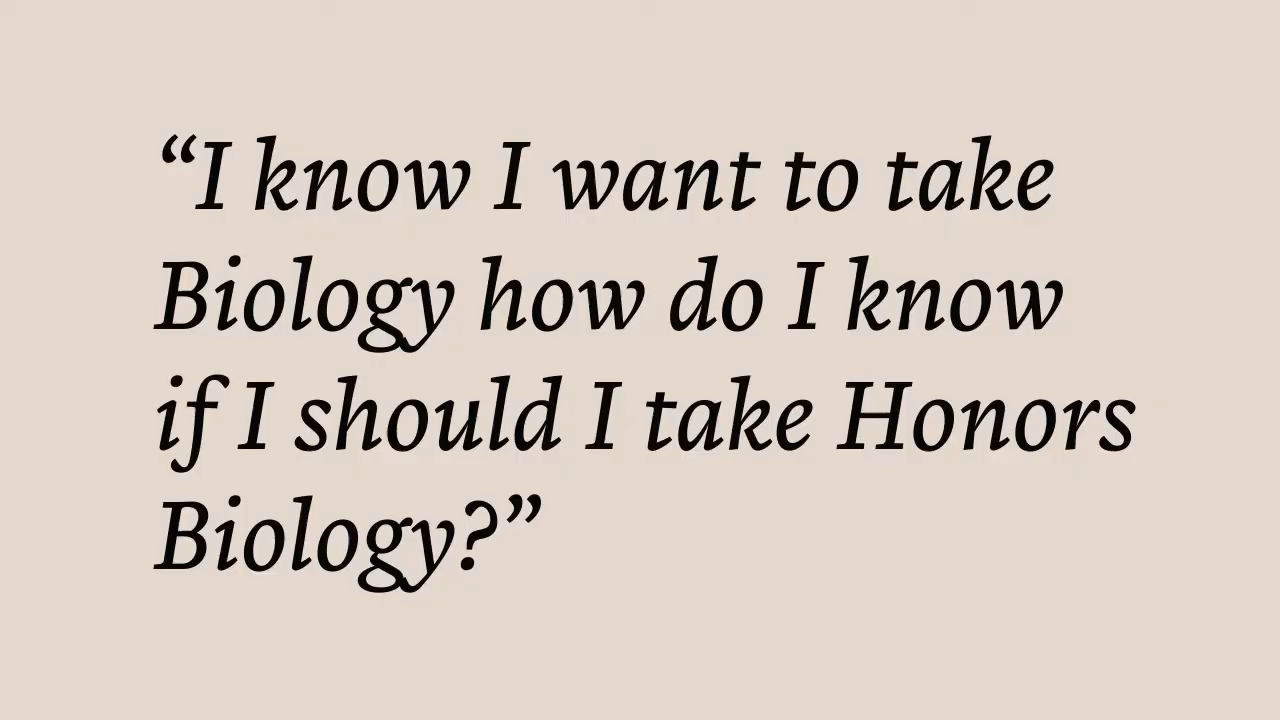 “I know I want to take
Biology how do I know
if I should I take Honors
Biology?”